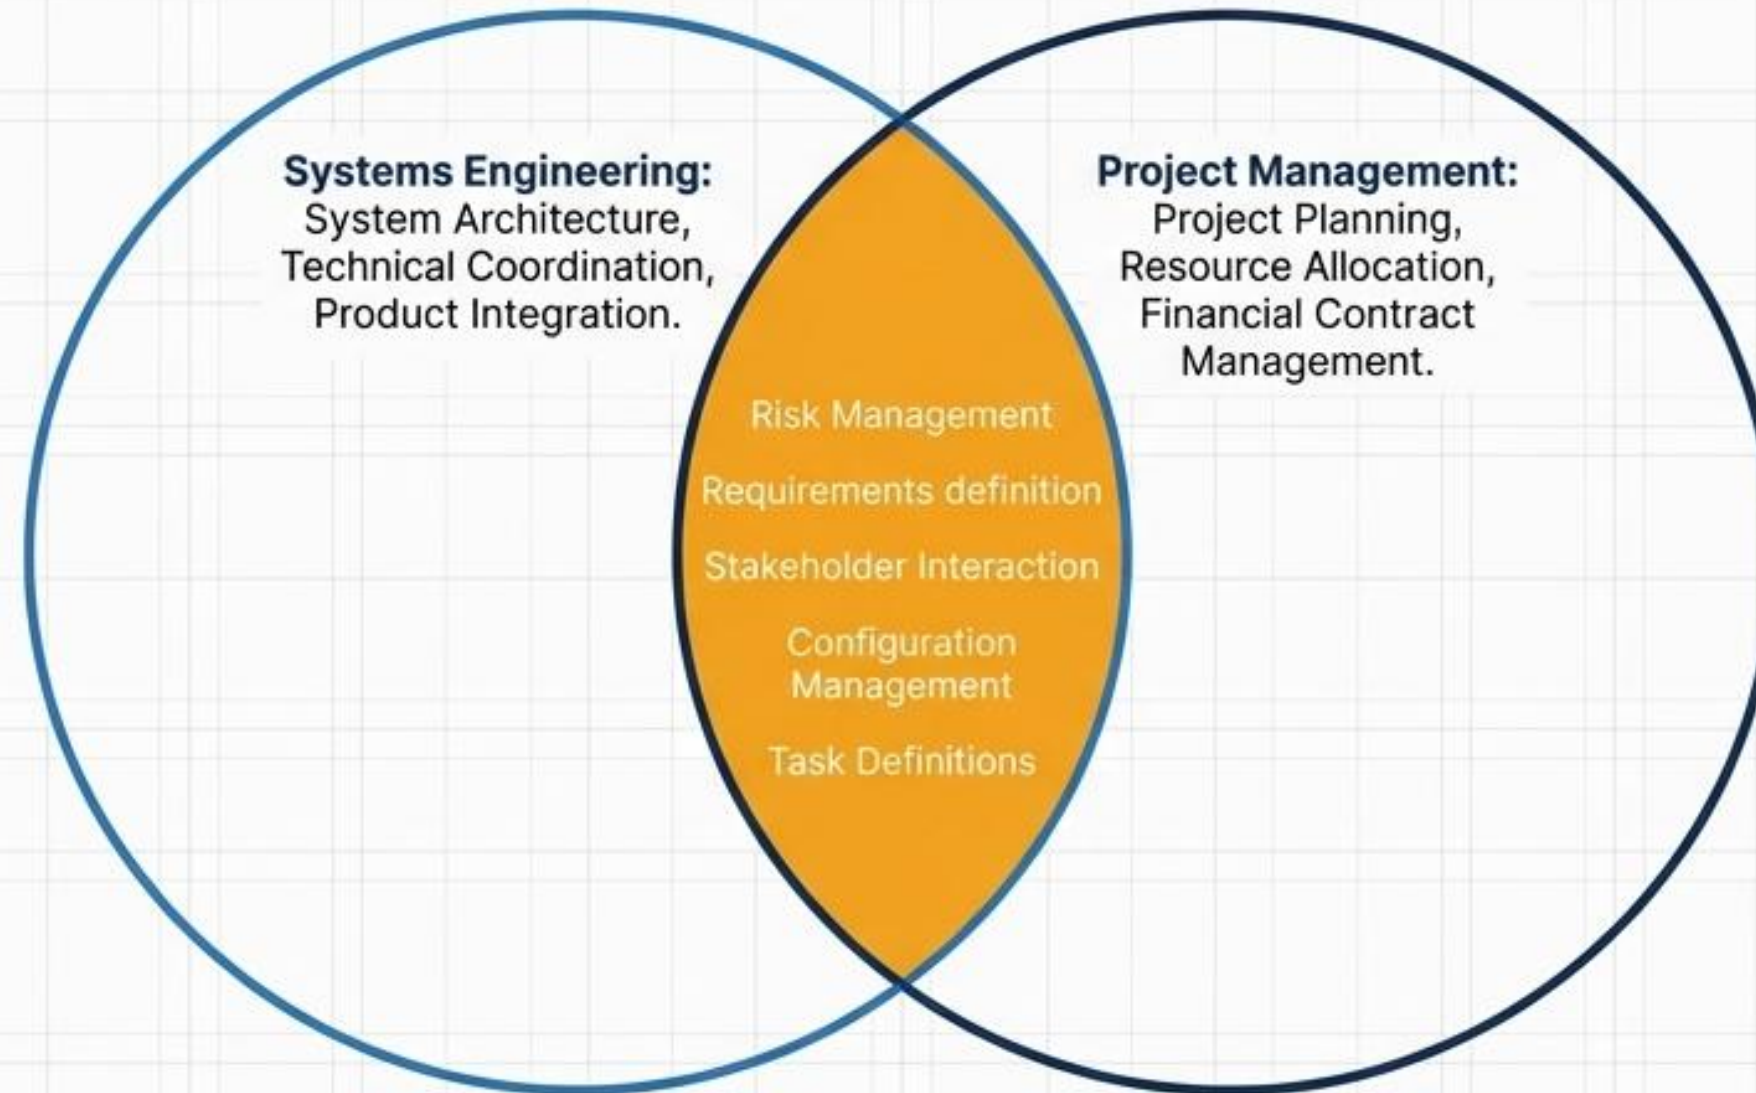 Systems Engineering:
System Architecture,
Technical Coordination,
Product Integration.
Risk Management
Requirements definition
Stakeholder Interaction
Configuration
Management
Task Definitions
Project Management:
Project Planning,
Resource Allocation,
Financial Contract
Management.